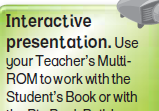 Interactive
presentation. Use
your Teacher's Multi-
ROM to work with the
Student's Book or with